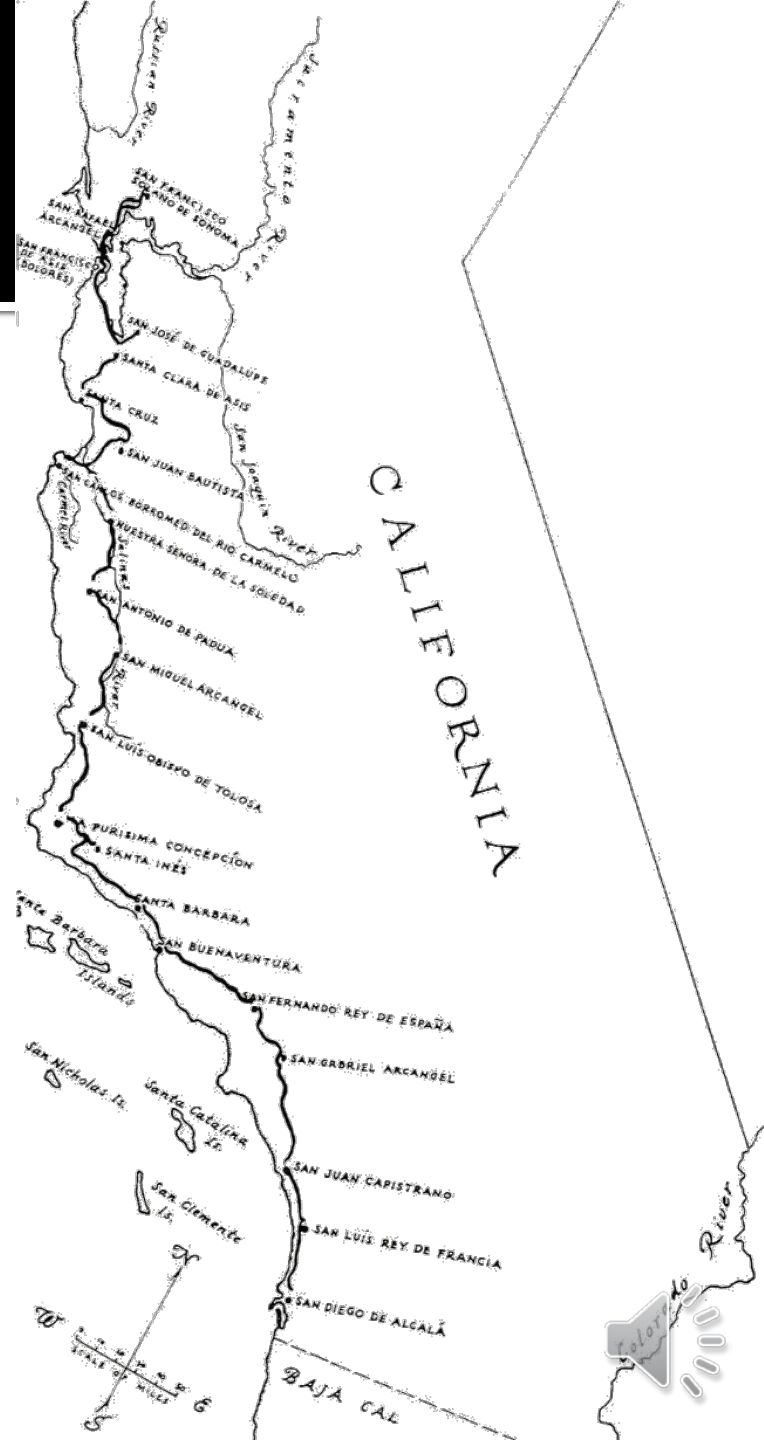 Russian River
Sacramento River
SAN FRANCISCO
SOLANO DE SONOMA
SAN RAFAEL
ARCANGEL
SAN FRANCISCO
DE ASIS
(DOLORES)
SAN JOSÉ DE GUADALUPE
SANTA CLARA DE ASIS
SANTA CRUZ
SAN JUAN BAUTISTA
San Joaquin River
SAN CARLOS BORROMEO DEL RIO CARMELO
Carmel River
NUESTRA SEÑORA DE LA SOLEDAD
Salinas River
SAN ANTONIO DE PADUA
SAN MIGUEL ARCANGEL
CALIFORNIA
SAN LUIS OBISPO DE TOLOSA
LA PURISIMA CONCEPCÍON
SANTA INÉS
SANTA BARBARA
Santa Barbara
Islands
SAN BUENAVENTURA
SAN FERNANDO REY DE ESPAÑA
SAN GRBRIEL ARCANGEL
San Nicholas Is.
Santa Catalina
Is.
SAN JUAN CAPISTRANO
San Clemente
Is.
SAN LUIS REY DE FRANCIA
SAN DIEGO DE ALCALÁ
Colorado River
BAJA CAL
N
W
E
S
SCALE OF MILES